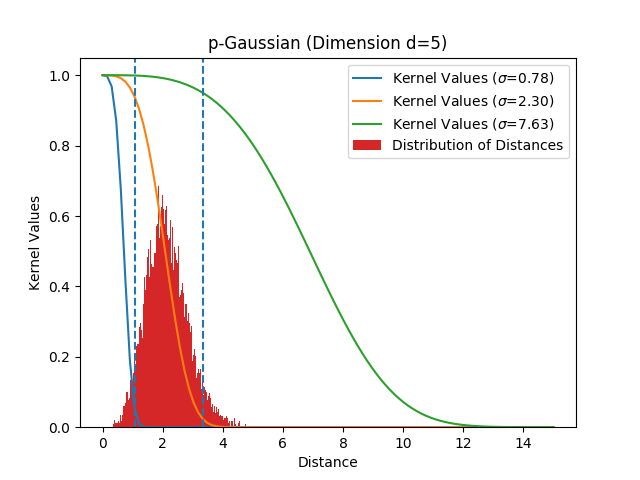 p-Gaussian (Dimension d=5)
Kernel Values (σ=0.78)
Kernel Values (σ=2.30)
Kernel Values (σ=7.63)
Distribution of Distances
Kernel Values
1.0
0.8
0.6
0.4
0.2
0.0
0 2 4 6 8 10 12 14
Distance